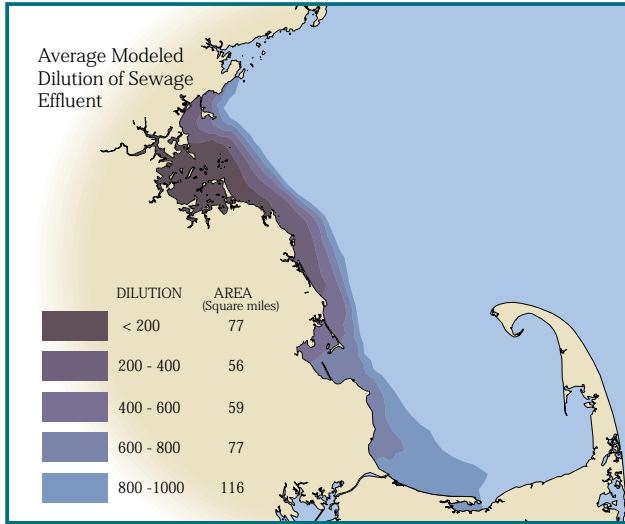 Average Modeled
Dilution of Sewage
Effluent
DILUTION AREA
(Square miles)
< 200 77
200 - 400 56
400 - 600 59
600 - 800 77
800 -1000 116